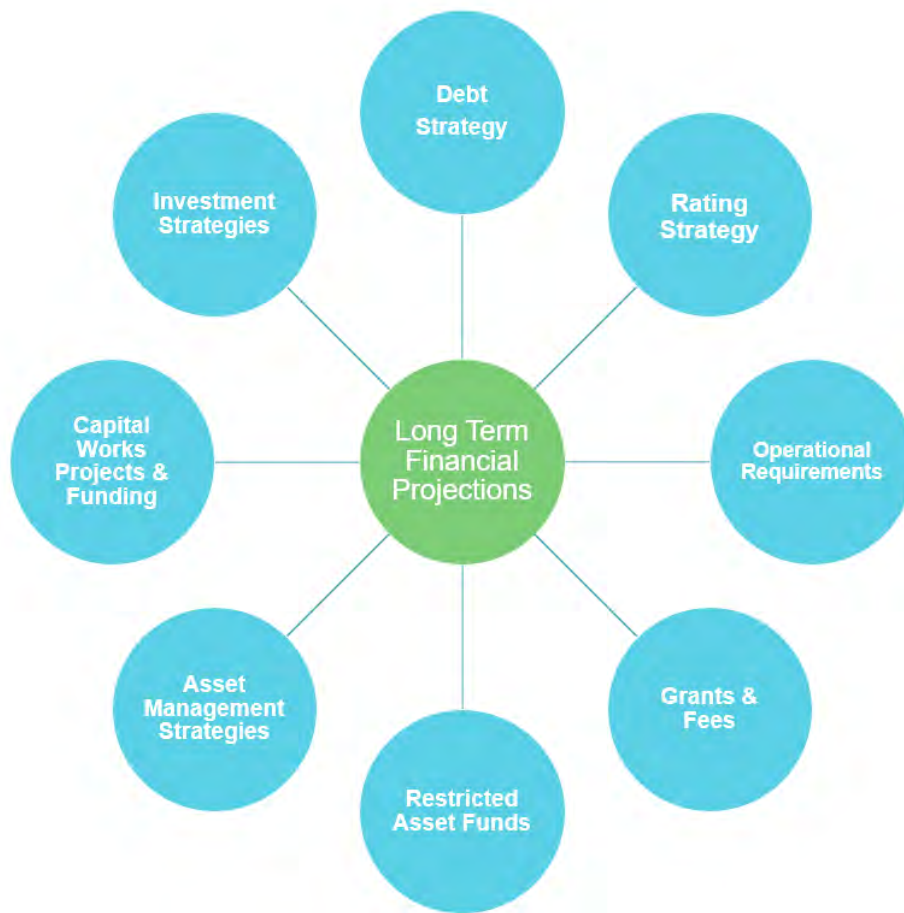 Debt
Strategy
Investment
Strategies
Rating
Strategy
Capital
Works
Projects &
Funding
Long Term
Financial
Projections
Operational
Requirements
Asset
Management
Strategies
Grants &
Fees
Restricted
Asset Funds